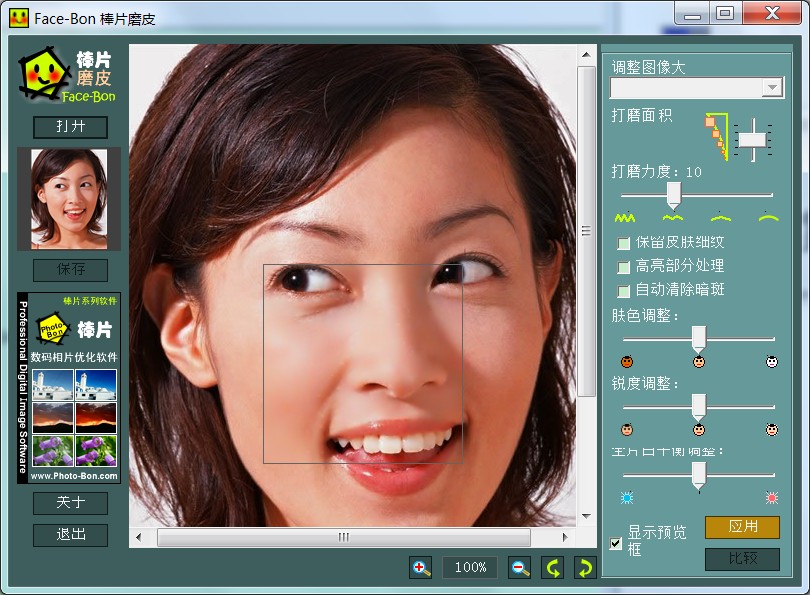 Face-Bon 棒片磨皮
棒片
磨皮
Face-Bon
打开
保存
棒片系列软件
Photo-Bon
棒片
数码相片优化软件
Professional Digital Image Software
www.Photo-Bon.com
关于
退出
100%
调整图像大
打磨面积
打磨力度：10
保留皮肤细纹
高亮部分处理
自动清除暗斑
肤色调整：
锐度调整：
显示预览
框
应用
比较